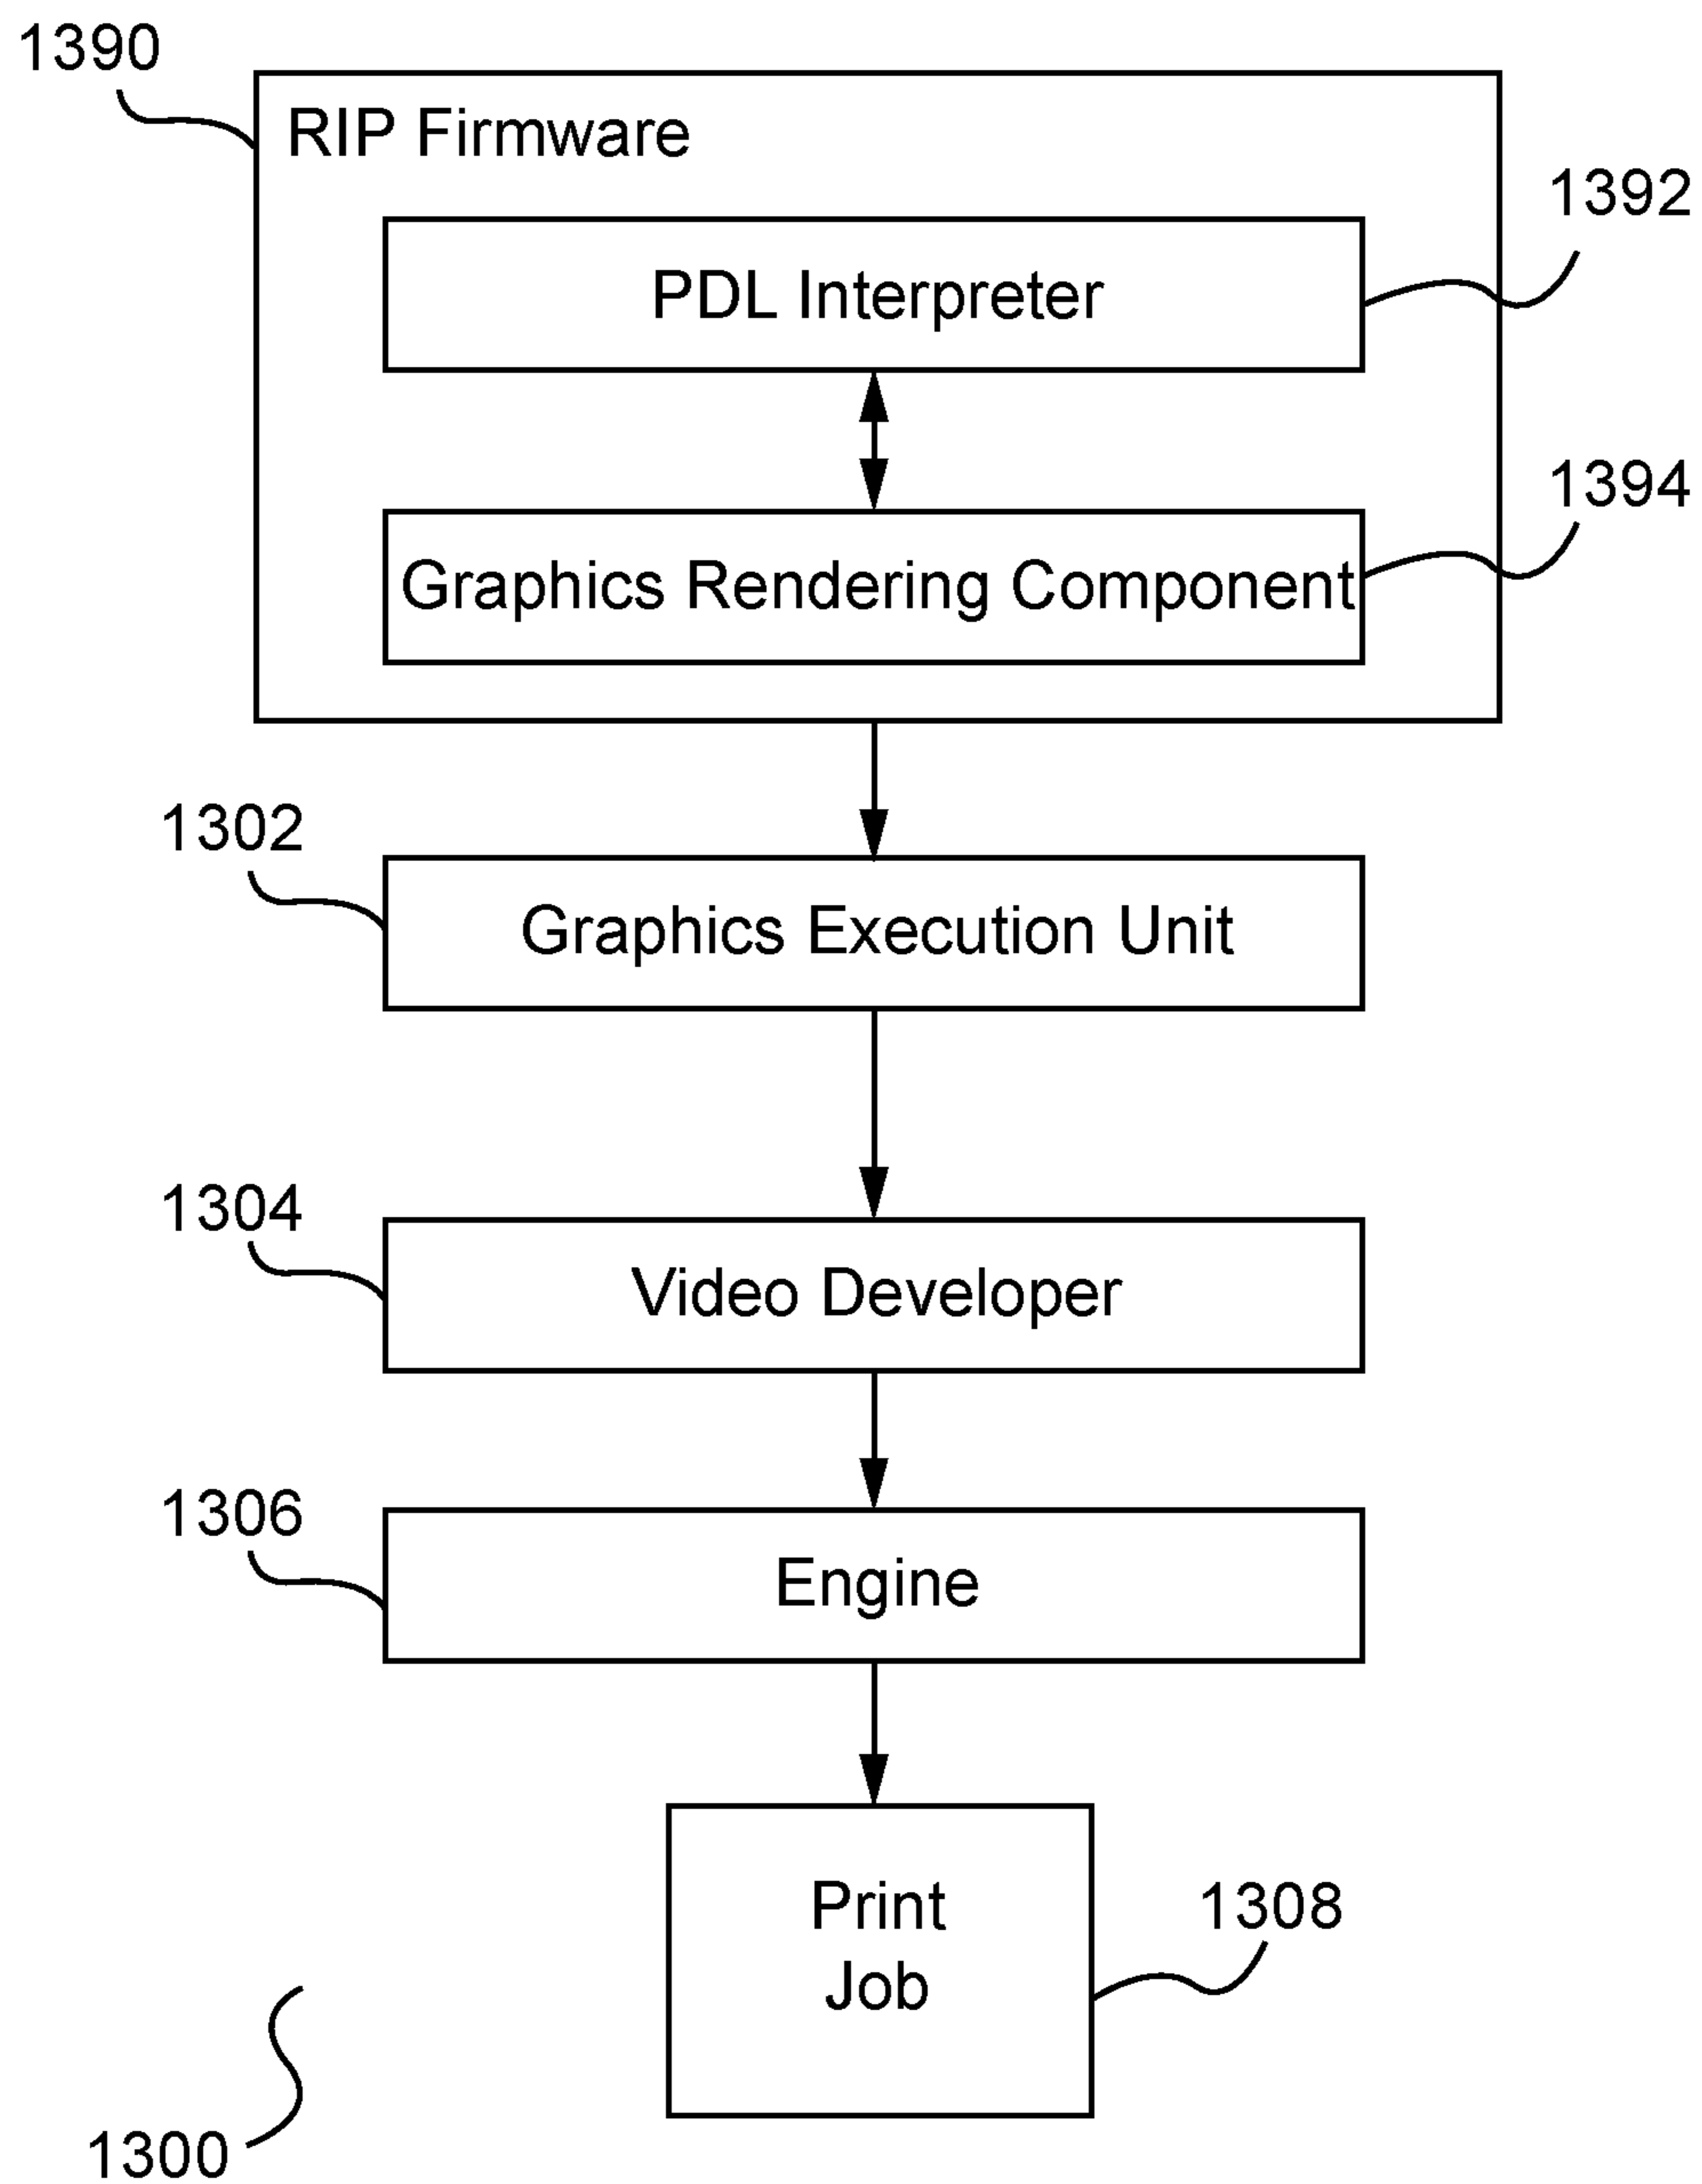 1390
RIP Firmware
1392
PDL Interpreter
1394
Graphics Rendering Component
1302
Graphics Execution Unit
1304
Video Developer
1306
Engine
Print
Job
1308
1300